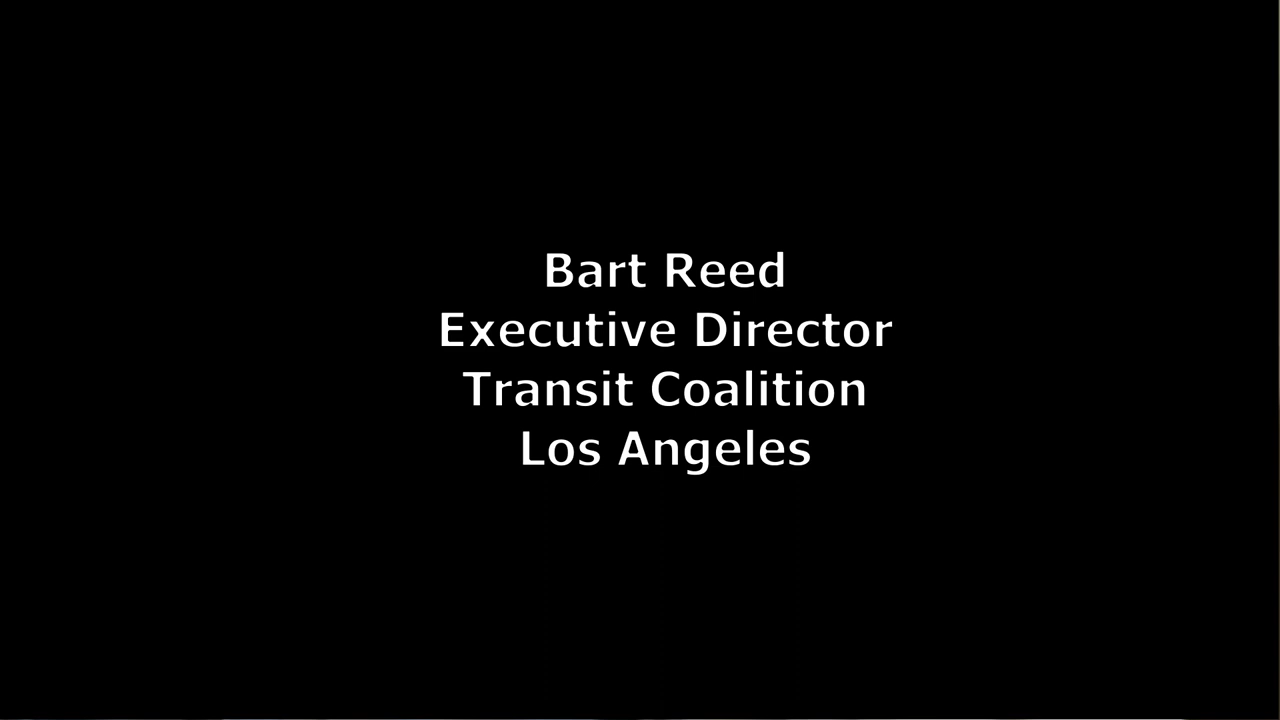 Bart Reed
Executive Director
Transit Coalition
Los Angeles